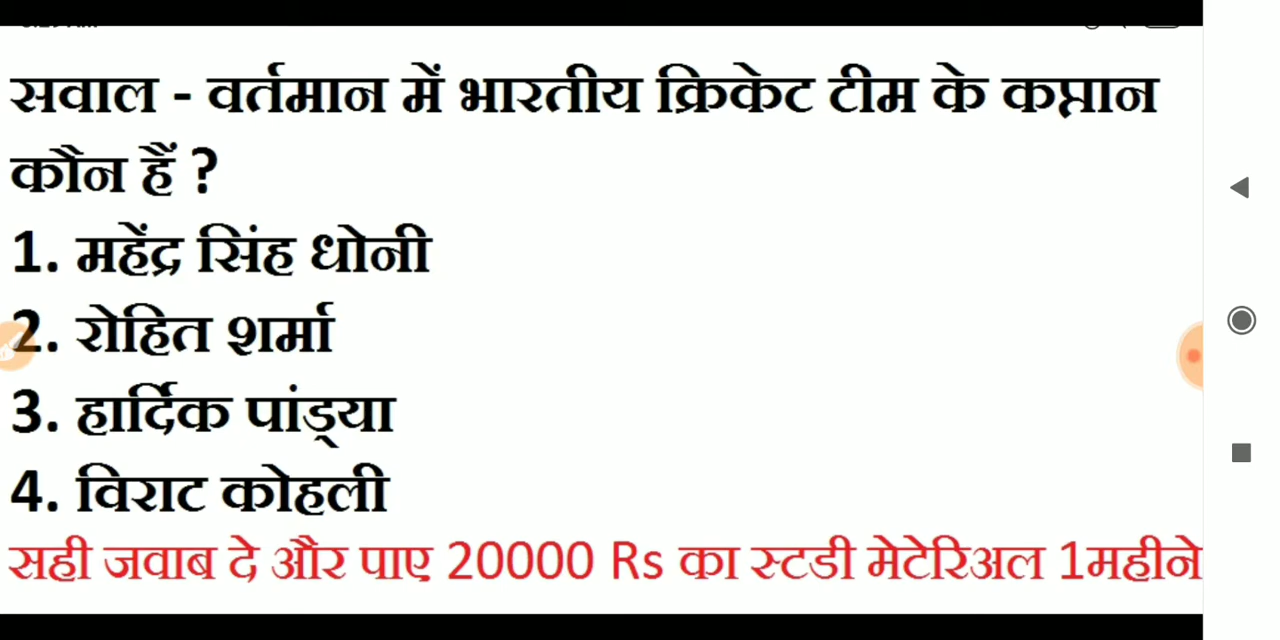 सवाल - वर्तमान में भारतीय क्रिकेट टीम के कप्तान
कौन हैं ?
1. महेंद्र सिंह धोनी
2. रोहित शर्मा
3. हार्दिक पांड्या
4. विराट कोहली
सही जवाब दे और पाए 20000 Rs का स्टडी मेटेरिअल 1महीने